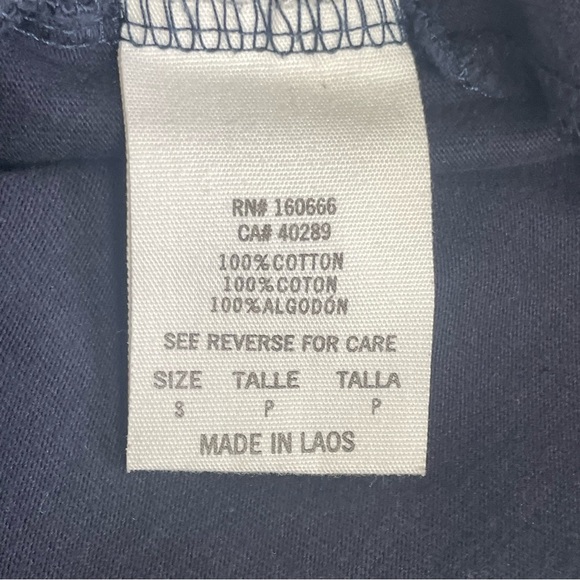 RN# 160666
CA# 40289
100%COTTON
100%COTON
100%ALGODÓN
SEE REVERSE FOR CARE
SIZE TALLE TALLA
S P P
MADE IN LAOS